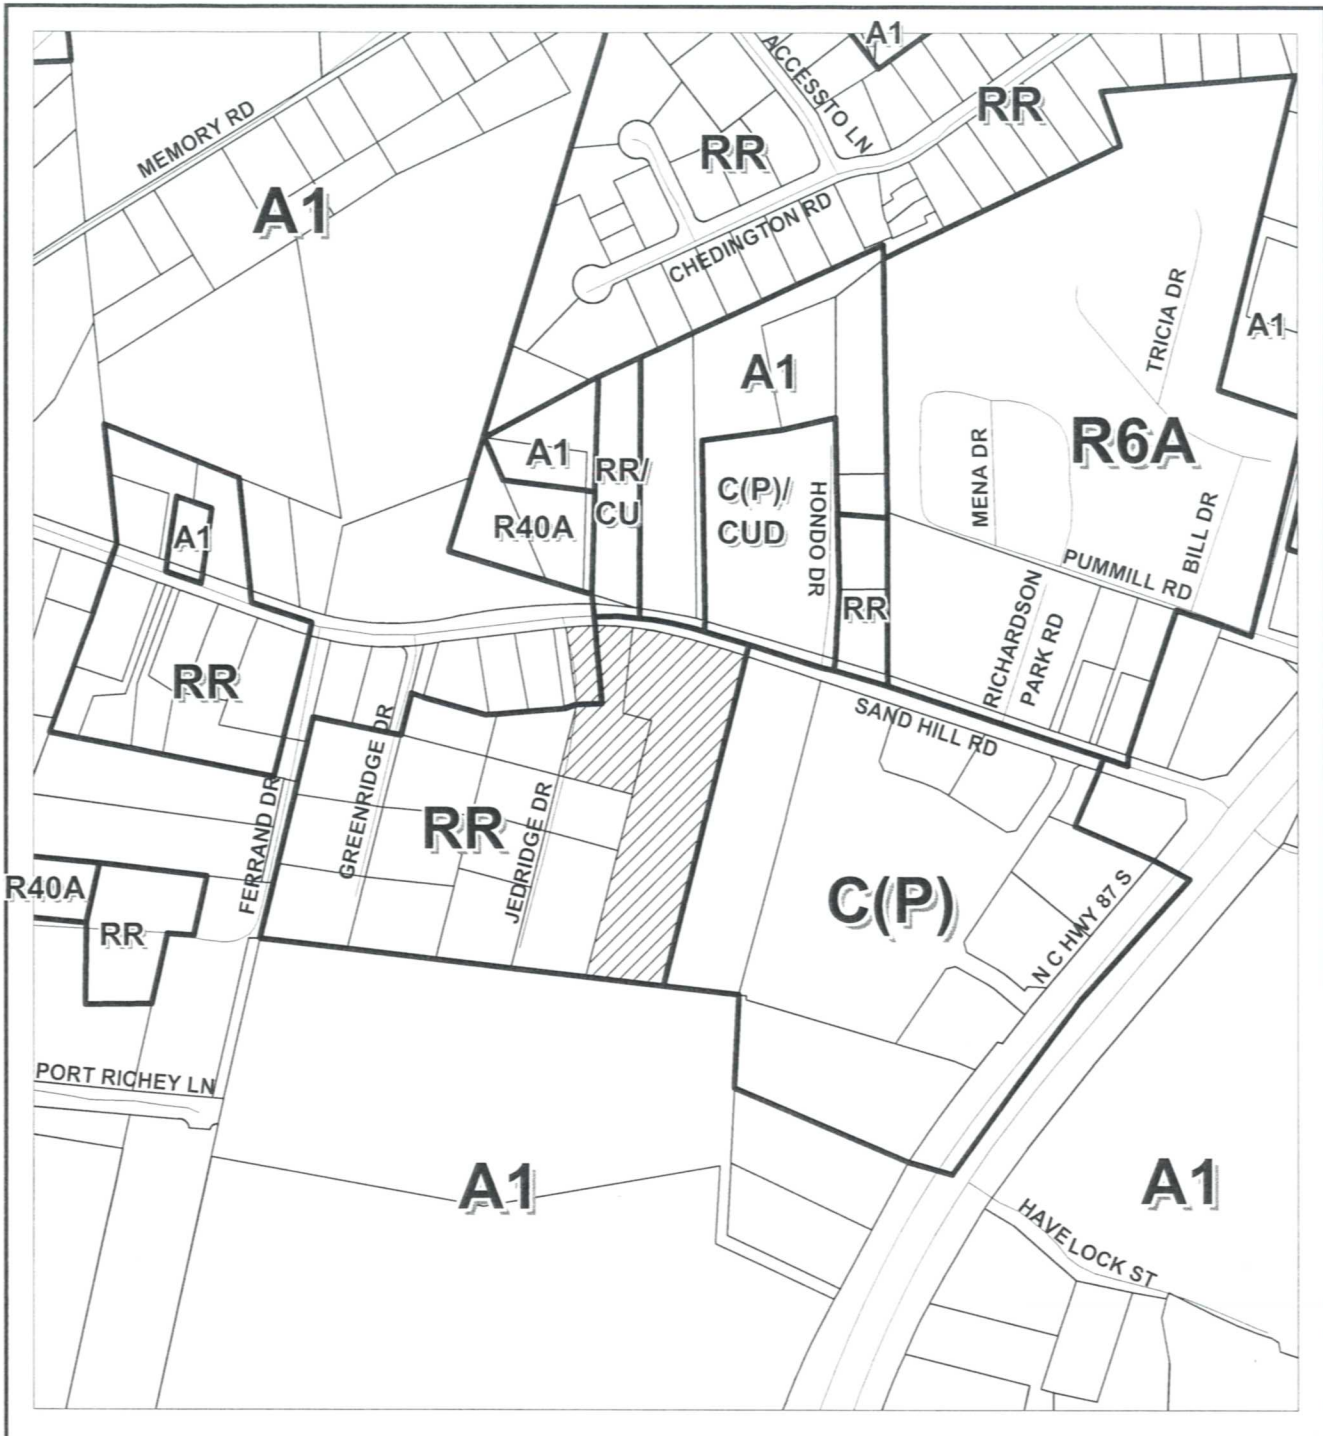 A1
ACCESSTO LN
RR
MEMORY RD
RR
A1
CHEDINGTON RD
TRICIA DR
A1
A1
R6A
MENA DR
A1
RR/
CU
C(P)/
CUD
HONDO DR
R40A
BILL DR
A1
PUMMILL RD
RR
RICHARDSON
PARK RD
RR
SAND HILL RD
GREENRIDGE DR
FERRAND DR
RR
JEDRIDGE DR
R40A
C(P)
N C HWY 87 S
RR
PORT RICHEY LN
A1
A1
HAVELOCK ST